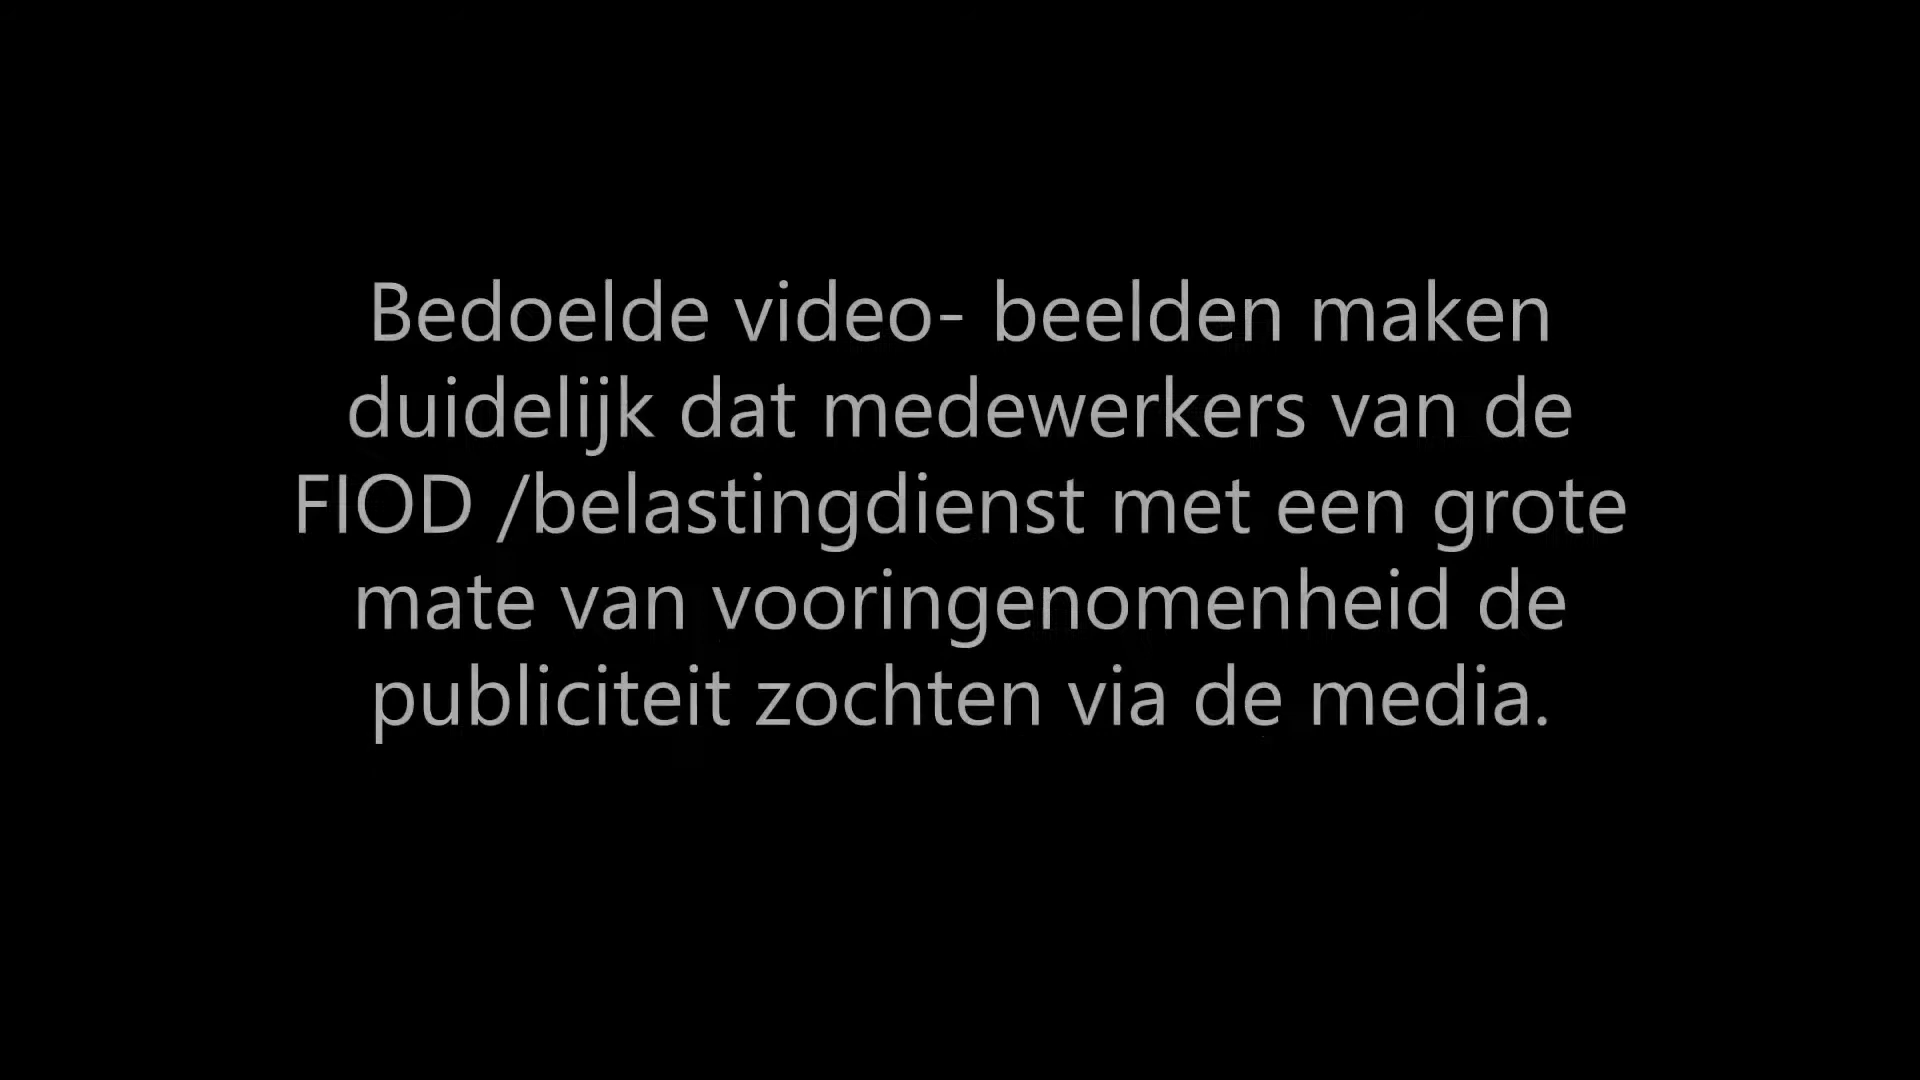 Bedoelde video- beelden maken
duidelijk dat medewerkers van de
FIOD /belastingdienst met een grote
mate van vooringenomenheid de
publiciteit zochten via de media.